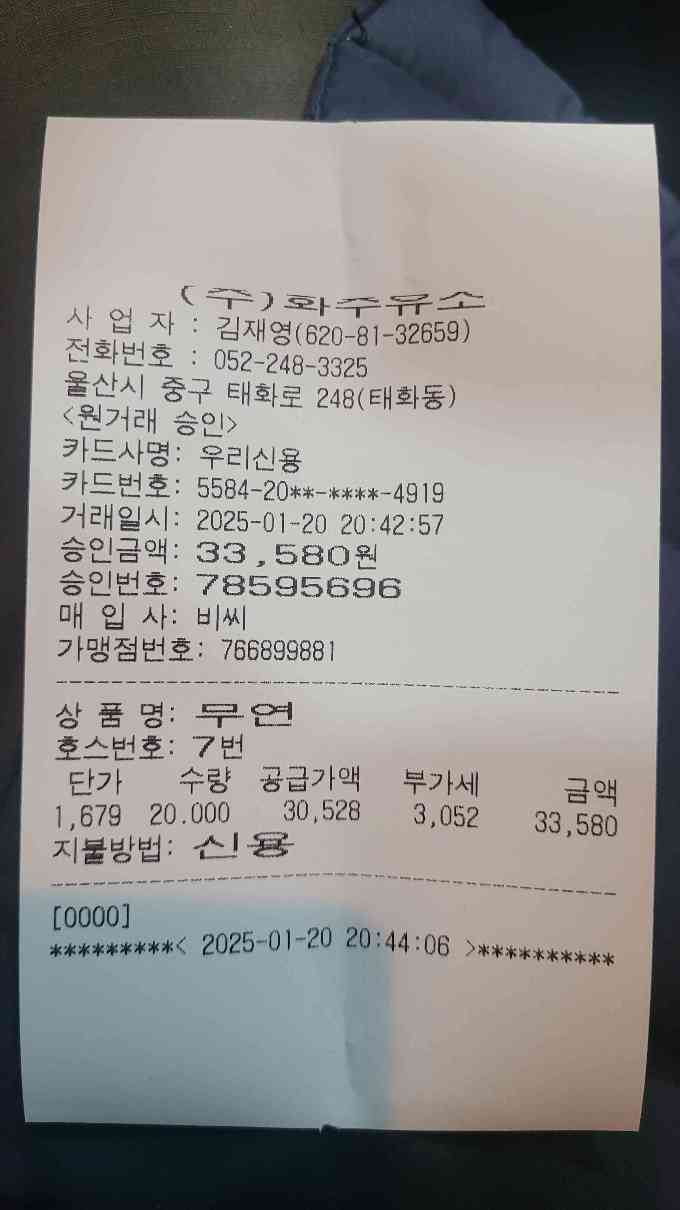 (주)화주유소
사 업 자 : 김재영(620-81-32659)
전화번호 : 052-248-3325
울산시 중구 태화로 248(태화동)
<원거래 승인>
카드사명: 우리신용
카드번호: 5584-20**-****-4919
거래일시: 2025-01-20 20:42:57
승인금액: 33,580원
승인번호: 78595696
매 입 사: 비씨
가맹점번호: 766899881
상 품 명: 무연
호스번호: 7번
단가 수량 공급가액 부가세 금액
1,679 20.000 30,528 3,052 33,580
지불방법: 신용
[0000]
*********< 2025-01-20 20:44:06 >**********